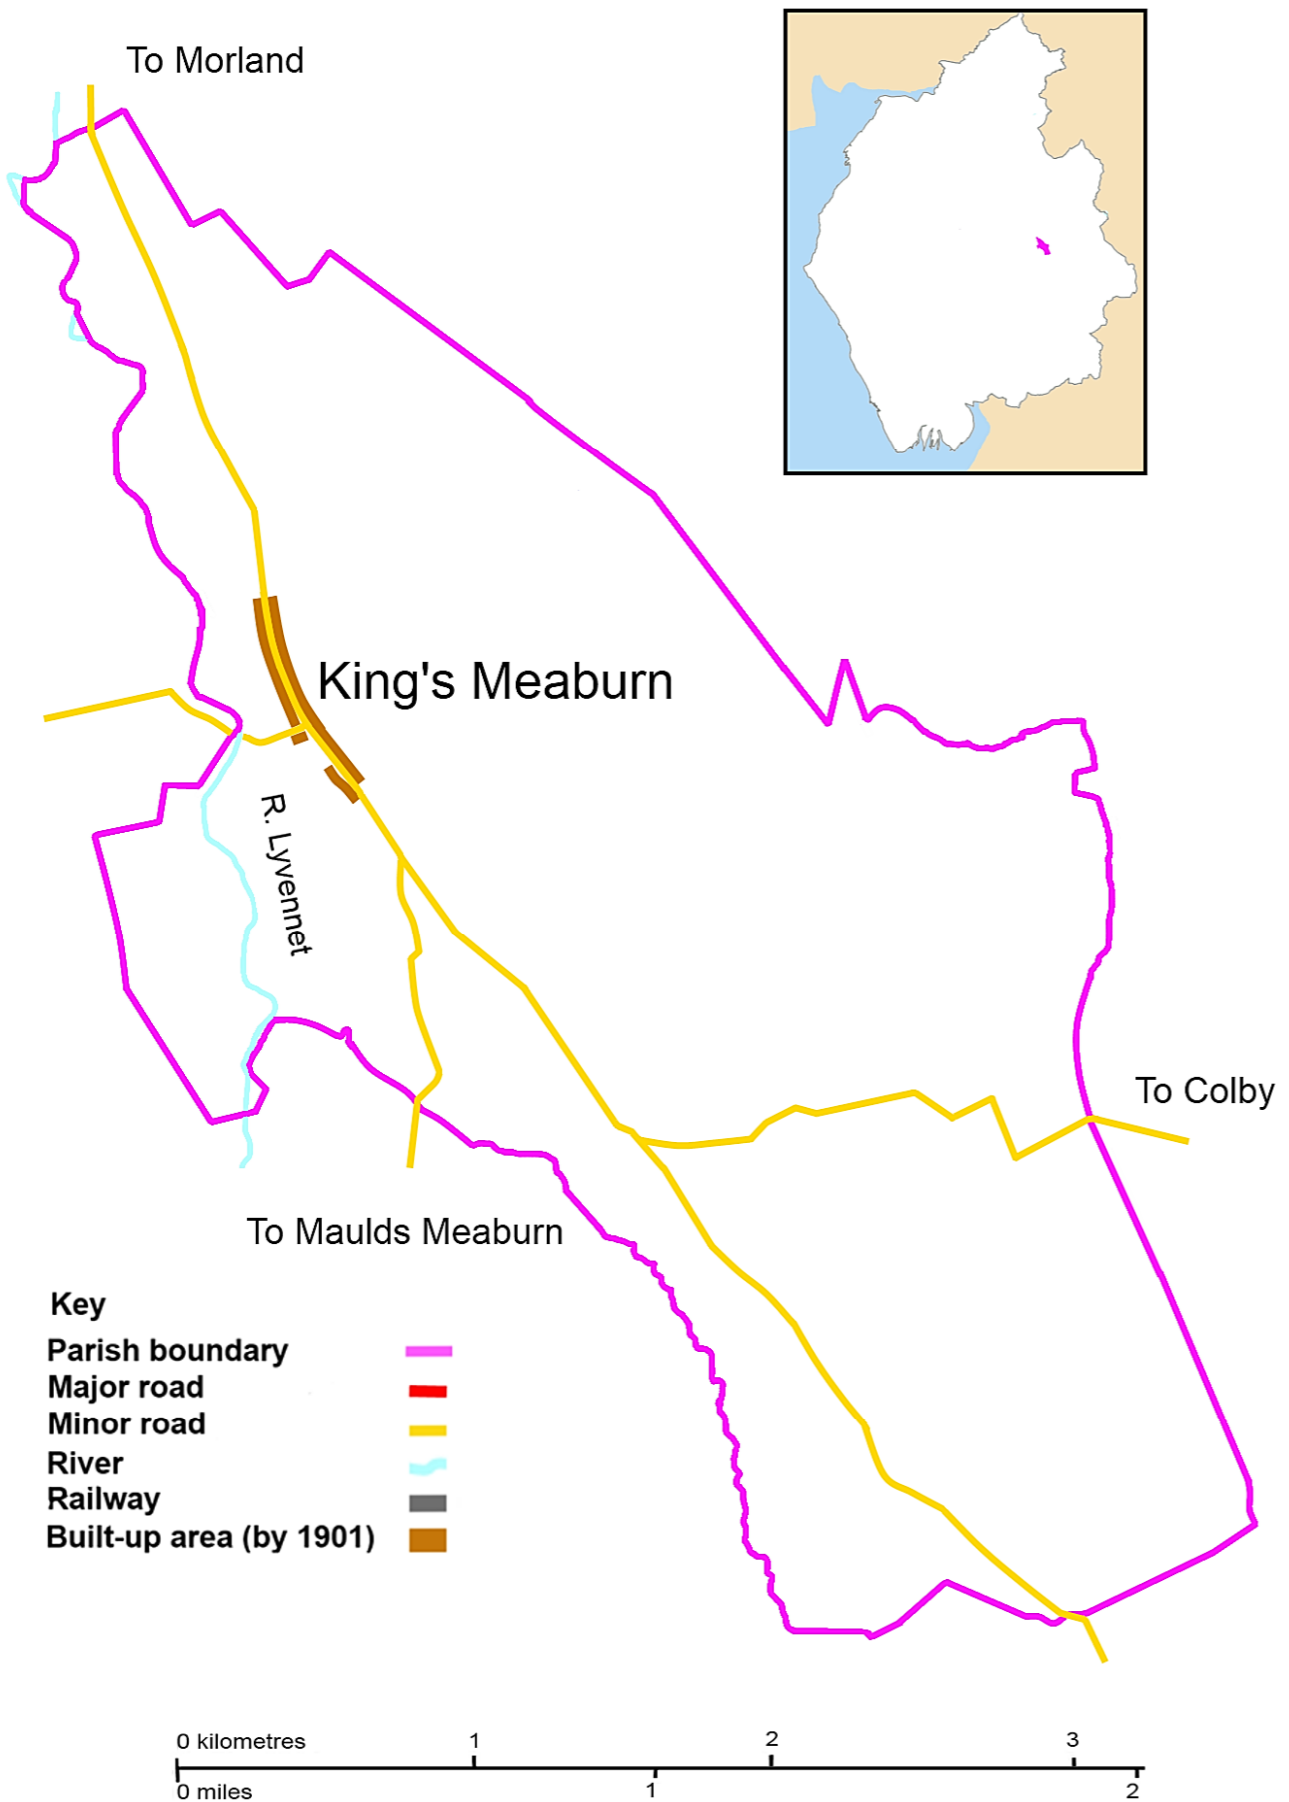 To Morland
King's Meaburn
R. Lyvennet
To Colby
To Maulds Meaburn
Key
Parish boundary
Major road
Minor road
River
Railway
Built-up area (by 1901)
0 kilometres 1 2 3
0 miles 1 2